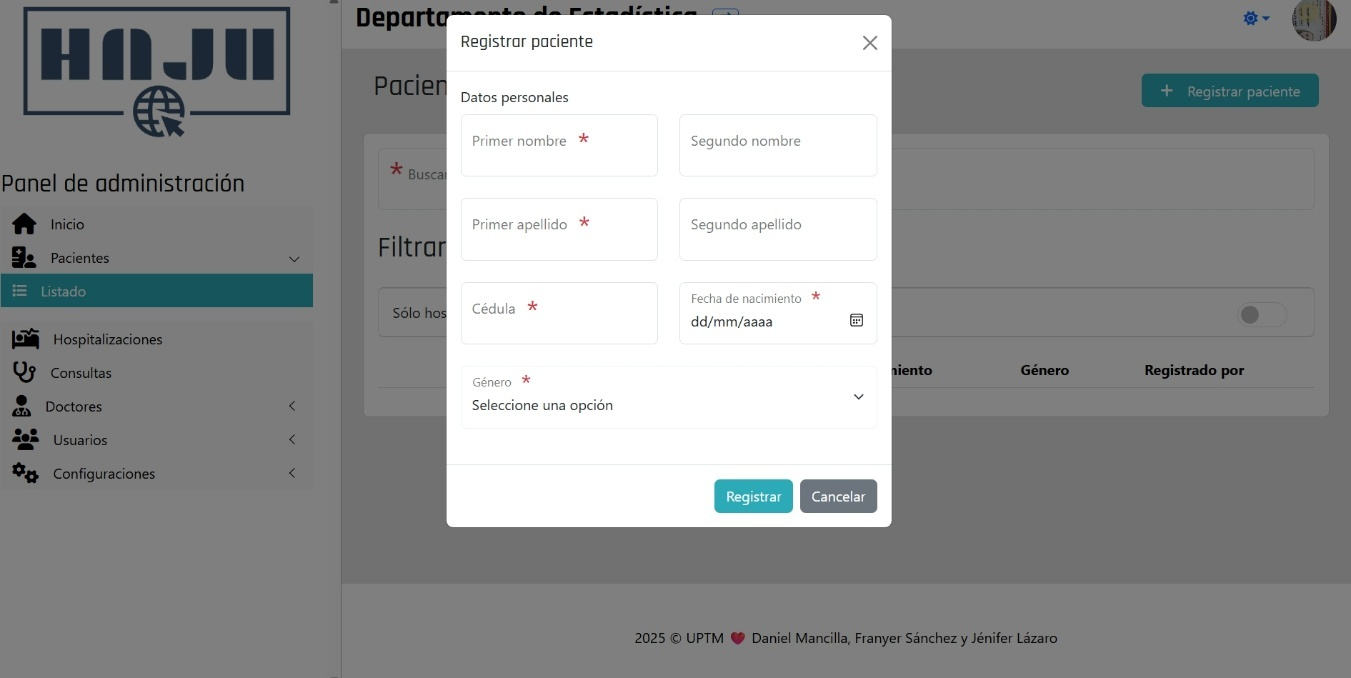 HNJU
Panel de administración
Inicio
Pacientes
Listado
Hospitalizaciones
Consultas
Doctores
Usuarios
Configuraciones
Departamento de Estadística
Registrar paciente
Registrar paciente
Datos personales
Primer nombre *
Segundo nombre
Primer apellido *
Segundo apellido
Cédula *
Fecha de nacimiento *
dd/mm/aaaa
Género *
Seleccione una opción
Registrar Cancelar
* 
Filtrar
Sólo
Género Registrado por
2025 © UPTM ❤ Daniel Mancilla, Franyer Sánchez y Jénifer Lázaro